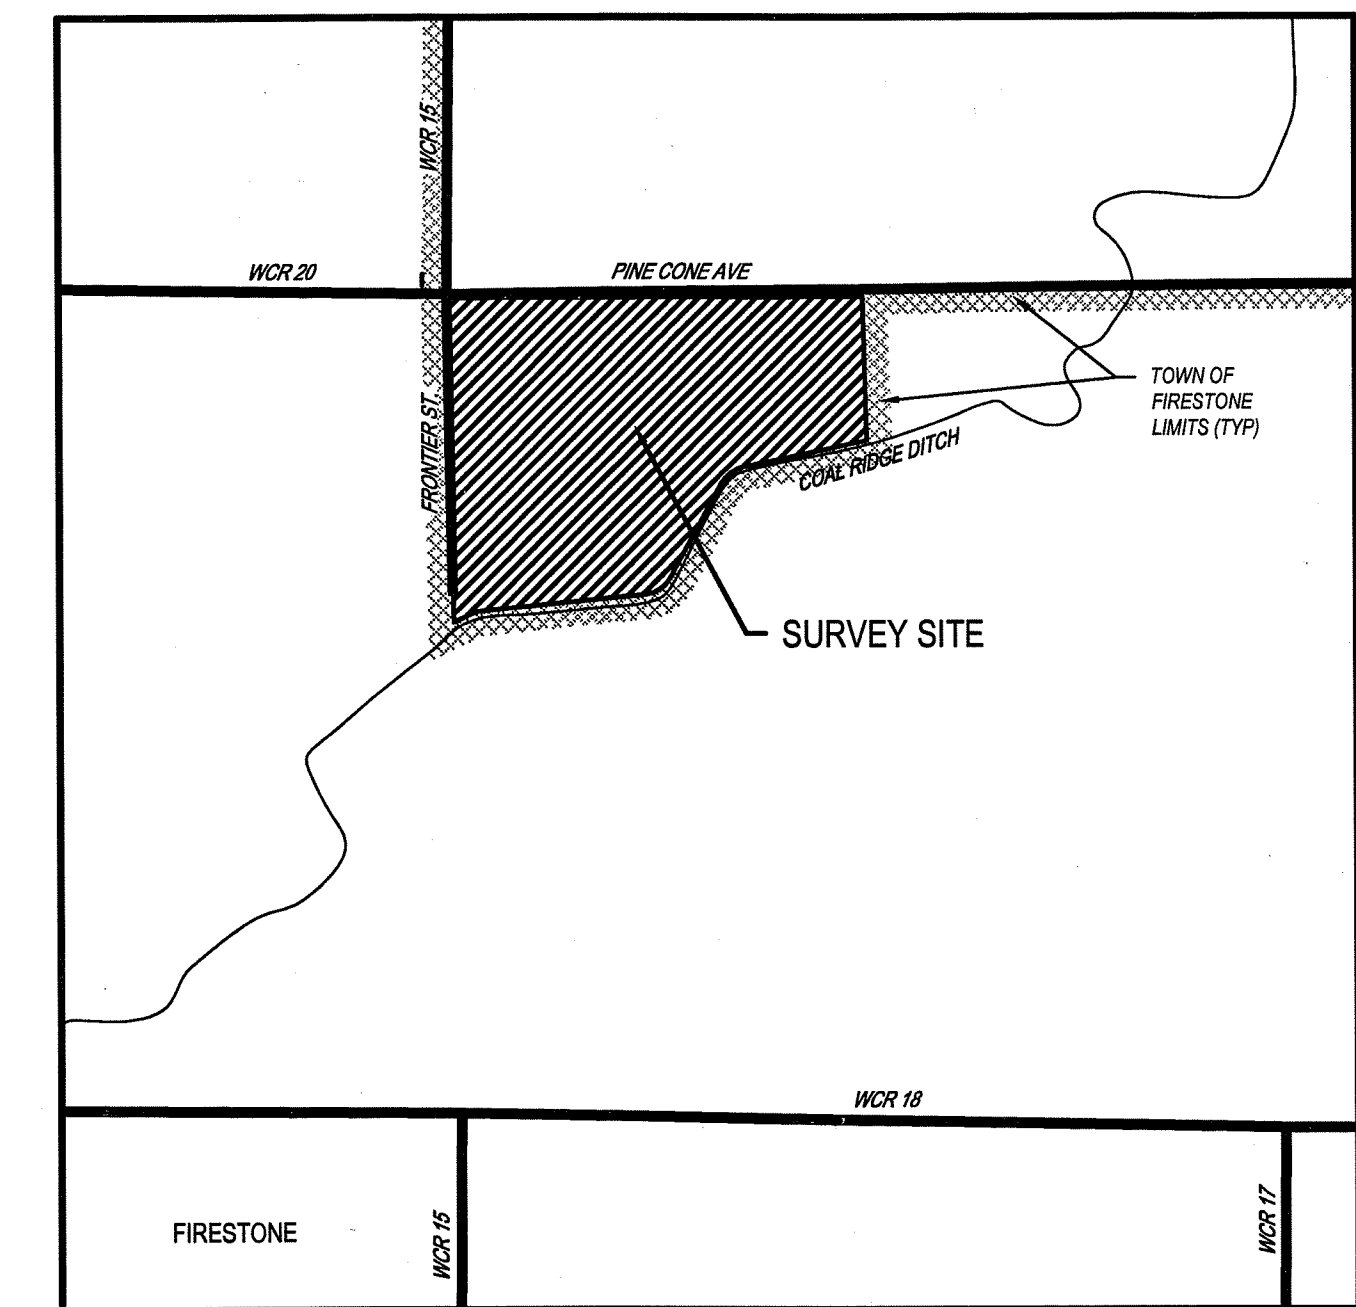 WCR 15
WCR 20
PINE CONE AVE
TOWN OF
FIRESTONE
LIMITS (TYP)
FRONTIER ST.
COAL RIDGE DITCH
SURVEY SITE
WCR 18
FIRESTONE
WCR 15
WCR 17